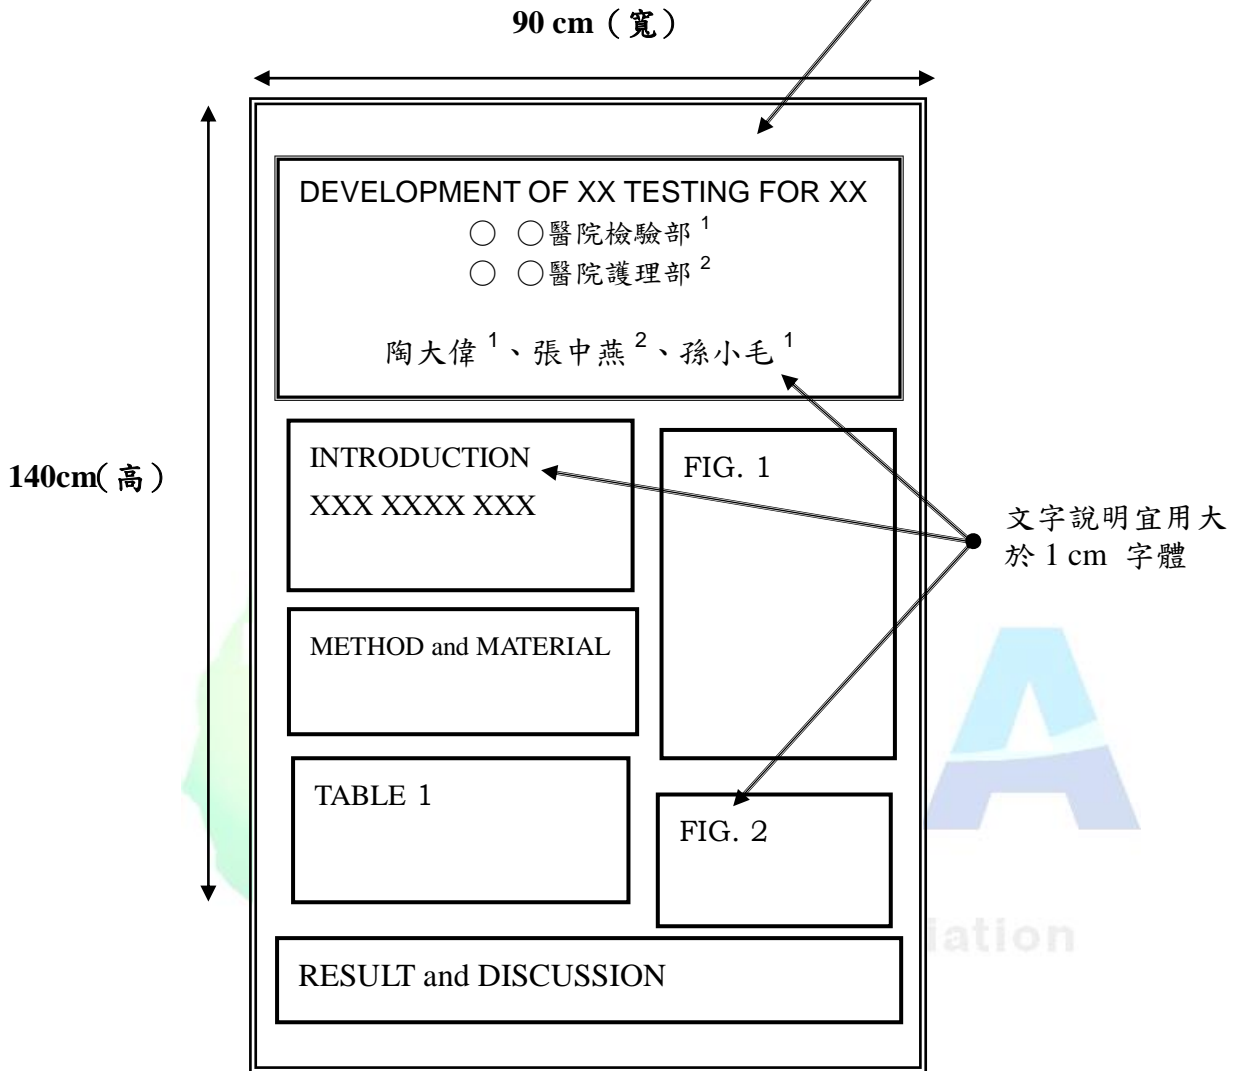 90 cm（寬）
DEVELOPMENT OF XX TESTING FOR XX
○ ○醫院檢驗部 1
○ ○醫院護理部 2
陶大偉 1、張中燕 2、孫小毛 1
140cm（高）
INTRODUCTION
XXX XXXX XXX
FIG. 1
文字說明宜用大
於 1 cm 字體
METHOD and MATERIAL
TABLE 1
FIG. 2
iation
RESULT and DISCUSSION